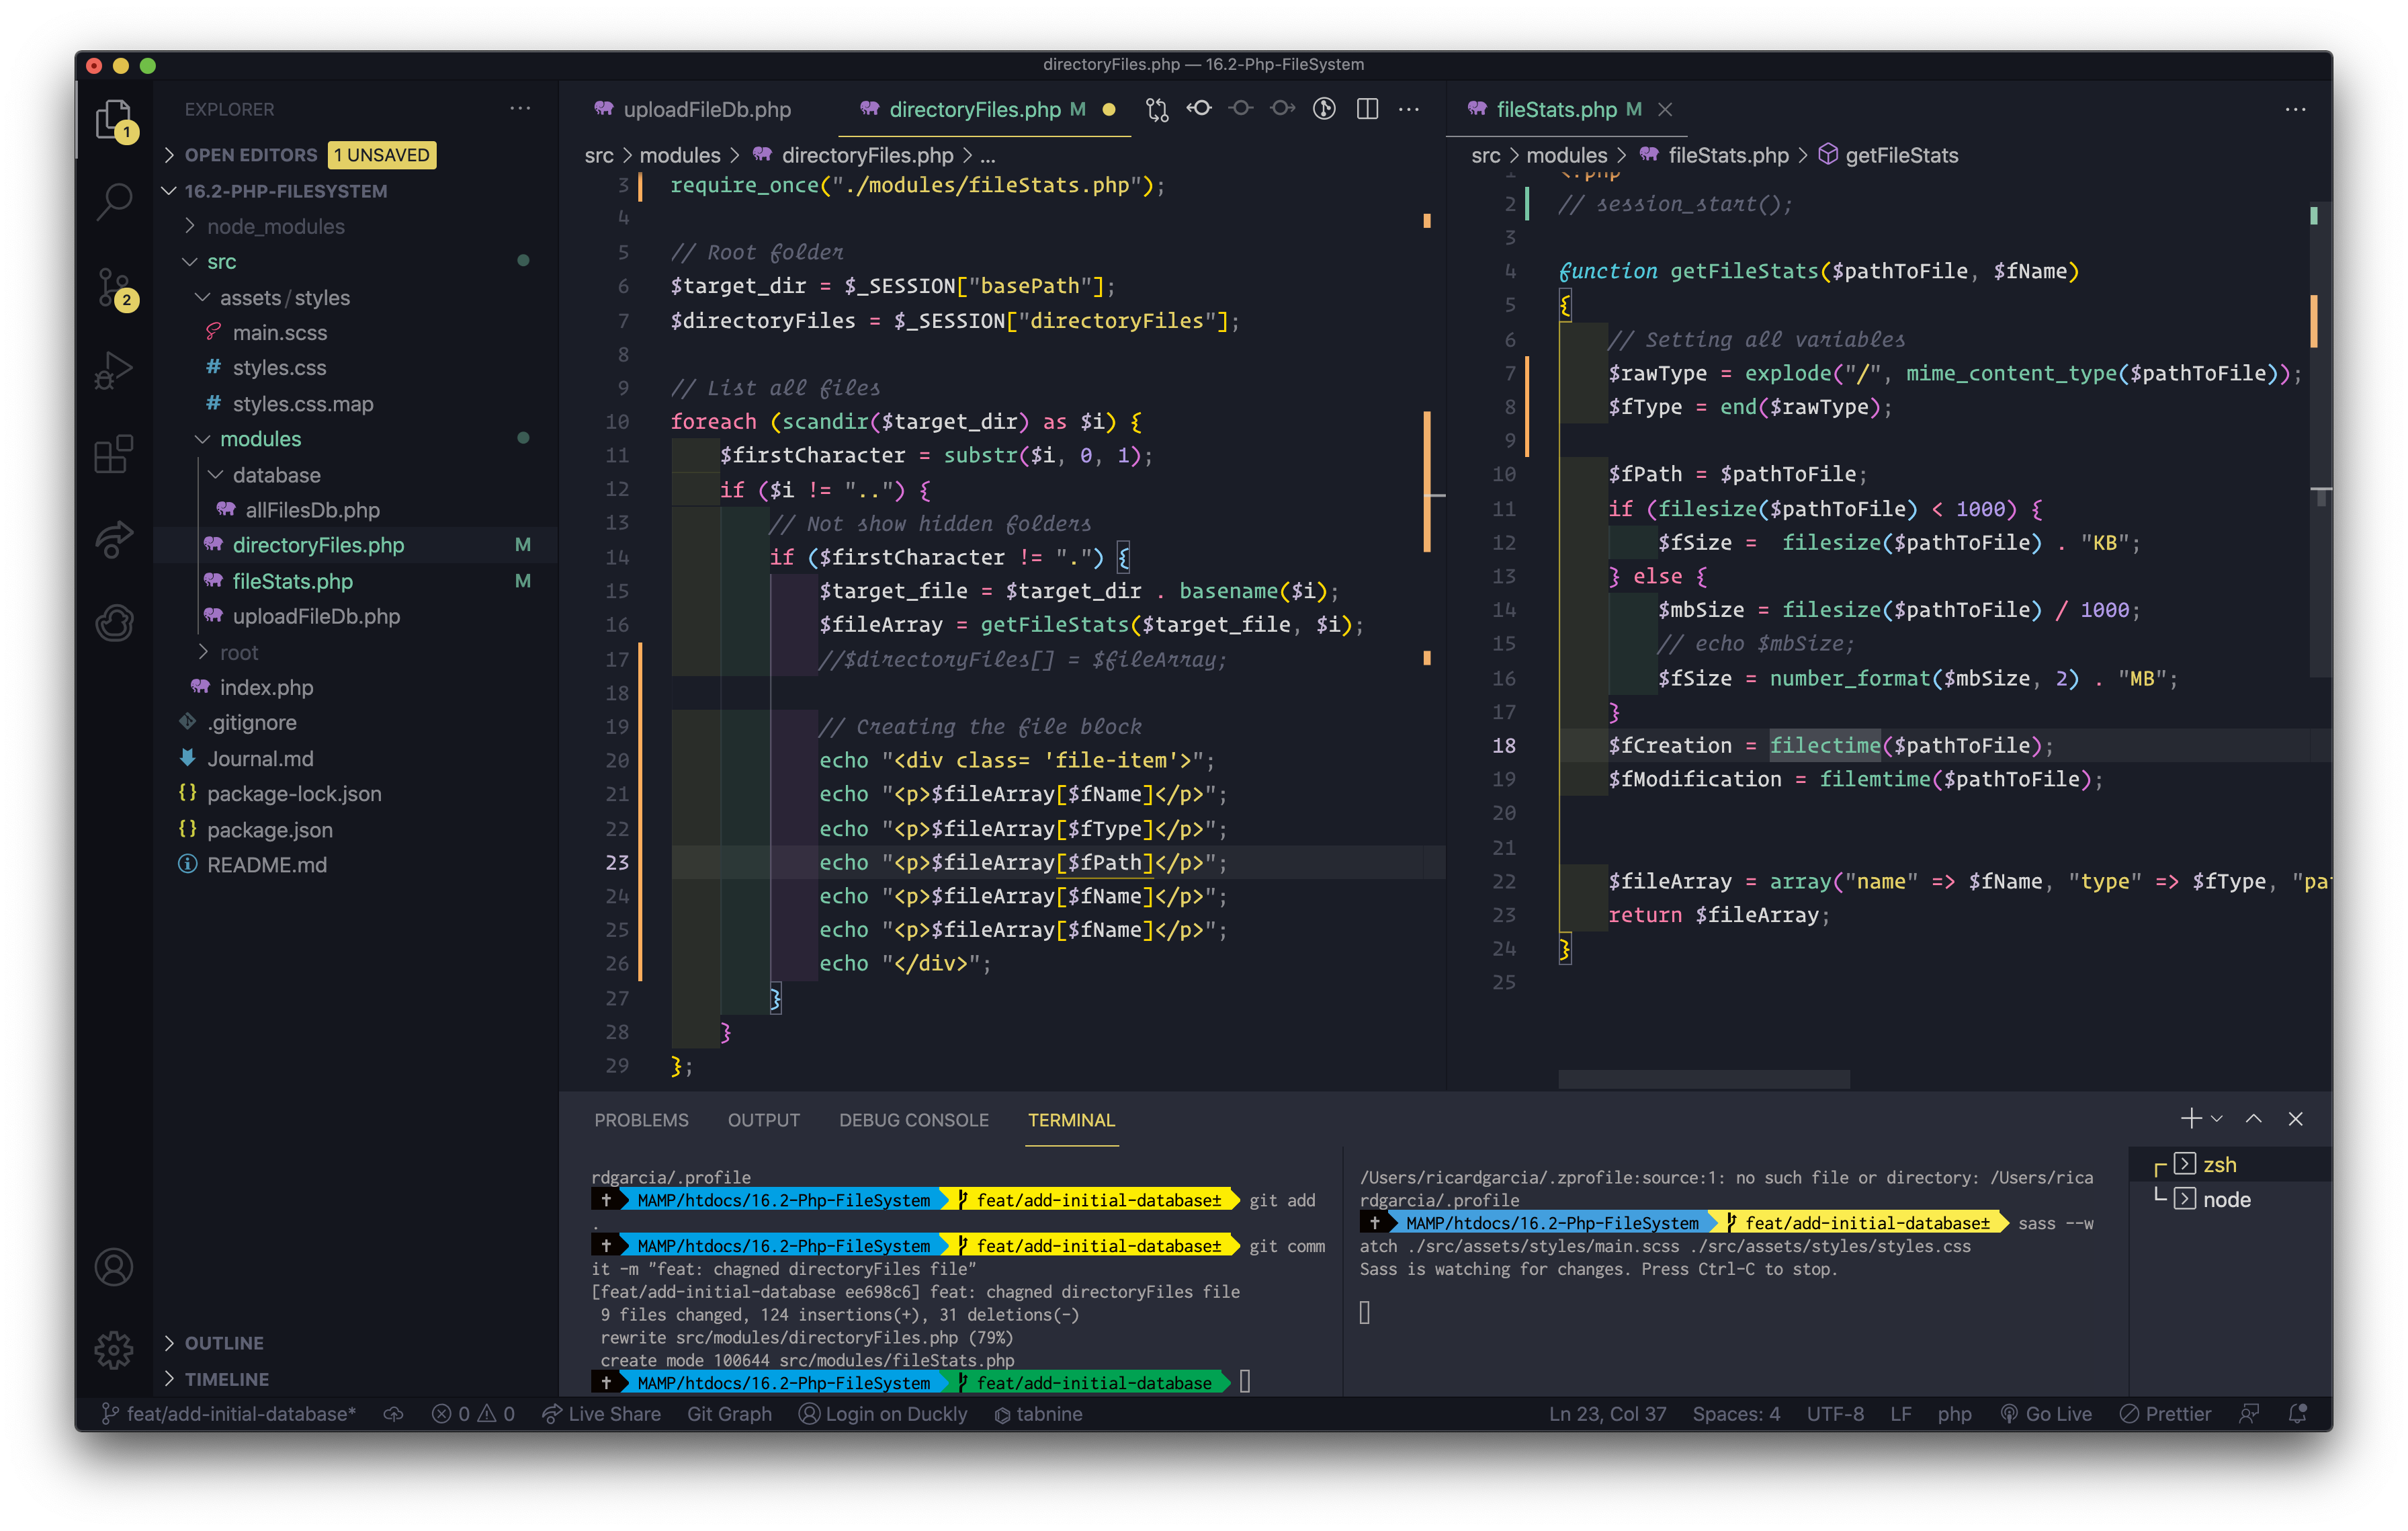 directoryFiles.php — 16.2-Php-FileSystem
EXPLORER
OPEN EDITORS 1 UNSAVED
16.2-PHP-FILESYSTEM
node_modules
src
assets/styles
main.scss
# styles.css
# styles.css.map
modules
database
allFilesDb.php
directoryFiles.php M
fileStats.php M
uploadFileDb.php
root
index.php
.gitignore
Journal.md
{} package-lock.json
{} package.json
README.md
OUTLINE
TIMELINE
1
2
uploadFileDb.php directoryFiles.php M
src > modules > directoryFiles.php > ...
3 require_once("./modules/fileStats.php");
4
5 // Root folder
6 $target_dir = $_SESSION["basePath"];
7 $directoryFiles = $_SESSION["directoryFiles"];
8
9 // List all files
10 foreach (scandir($target_dir) as $i) {
11 $firstCharacter = substr($i, 0, 1);
12 if ($i != "..") {
13 // Not show hidden folders
14 if ($firstCharacter != ".") {
15 $target_file = $target_dir . basename($i);
16 $fileArray = getFileStats($target_file, $i);
17 //$directoryFiles[] = $fileArray;
18
19 // Creating the file block
20 echo "<div class= 'file-item'>";
21 echo "<p>$fileArray[$fName]</p>";
22 echo "<p>$fileArray[$fType]</p>";
23 echo "<p>$fileArray[$fPath]</p>";
24 echo "<p>$fileArray[$fName]</p>";
25 echo "<p>$fileArray[$fName]</p>";
26 echo "</div>";
27 }
28 }
29 };
fileStats.php M
src > modules > fileStats.php > getFileStats
1 <?php
2 // session_start();
3
4 function getFileStats($pathToFile, $fName)
5 {
6 // Setting all variables
7 $rawType = explode("/", mime_content_type($pathToFile));
8 $fType = end($rawType);
9
10 $fPath = $pathToFile;
11 if (filesize($pathToFile) < 1000) {
12 $fSize =  filesize($pathToFile) . "KB";
13 } else {
14 $mbSize = filesize($pathToFile) / 1000;
15 // echo $mbSize;
16 $fSize = number_format($mbSize, 2) . "MB";
17 }
18 $fCreation = filectime($pathToFile);
19 $fModification = filemtime($pathToFile);
20
21
22 $fileArray = array("name" => $fName, "type" => $fType, "pa
23 return $fileArray;
24 }
25
PROBLEMS OUTPUT DEBUG CONSOLE TERMINAL
rdgarcia/.profile
MAMP/htdocs/16.2-Php-FileSystem feat/add-initial-database± git add
.
MAMP/htdocs/16.2-Php-FileSystem feat/add-initial-database± git comm
it -m "feat: chagned directoryFiles file"
[feat/add-initial-database ee698c6] feat: chagned directoryFiles file
9 files changed, 124 insertions(+), 31 deletions(-)
rewrite src/modules/directoryFiles.php (79%)
create mode 100644 src/modules/fileStats.php
MAMP/htdocs/16.2-Php-FileSystem feat/add-initial-database
/Users/ricardgarcia/.zprofile:source:1: no such file or directory: /Users/rica
rdgarcia/.profile
MAMP/htdocs/16.2-Php-FileSystem feat/add-initial-database± sass --w
atch ./src/assets/styles/main.scss ./src/assets/styles/styles.css
Sass is watching for changes. Press Ctrl-C to stop.
zsh
node
feat/add-initial-database* 0 0 Live Share Git Graph Login on Duckly tabnine Ln 23, Col 37 Spaces: 4 UTF-8 LF php Go Live Prettier